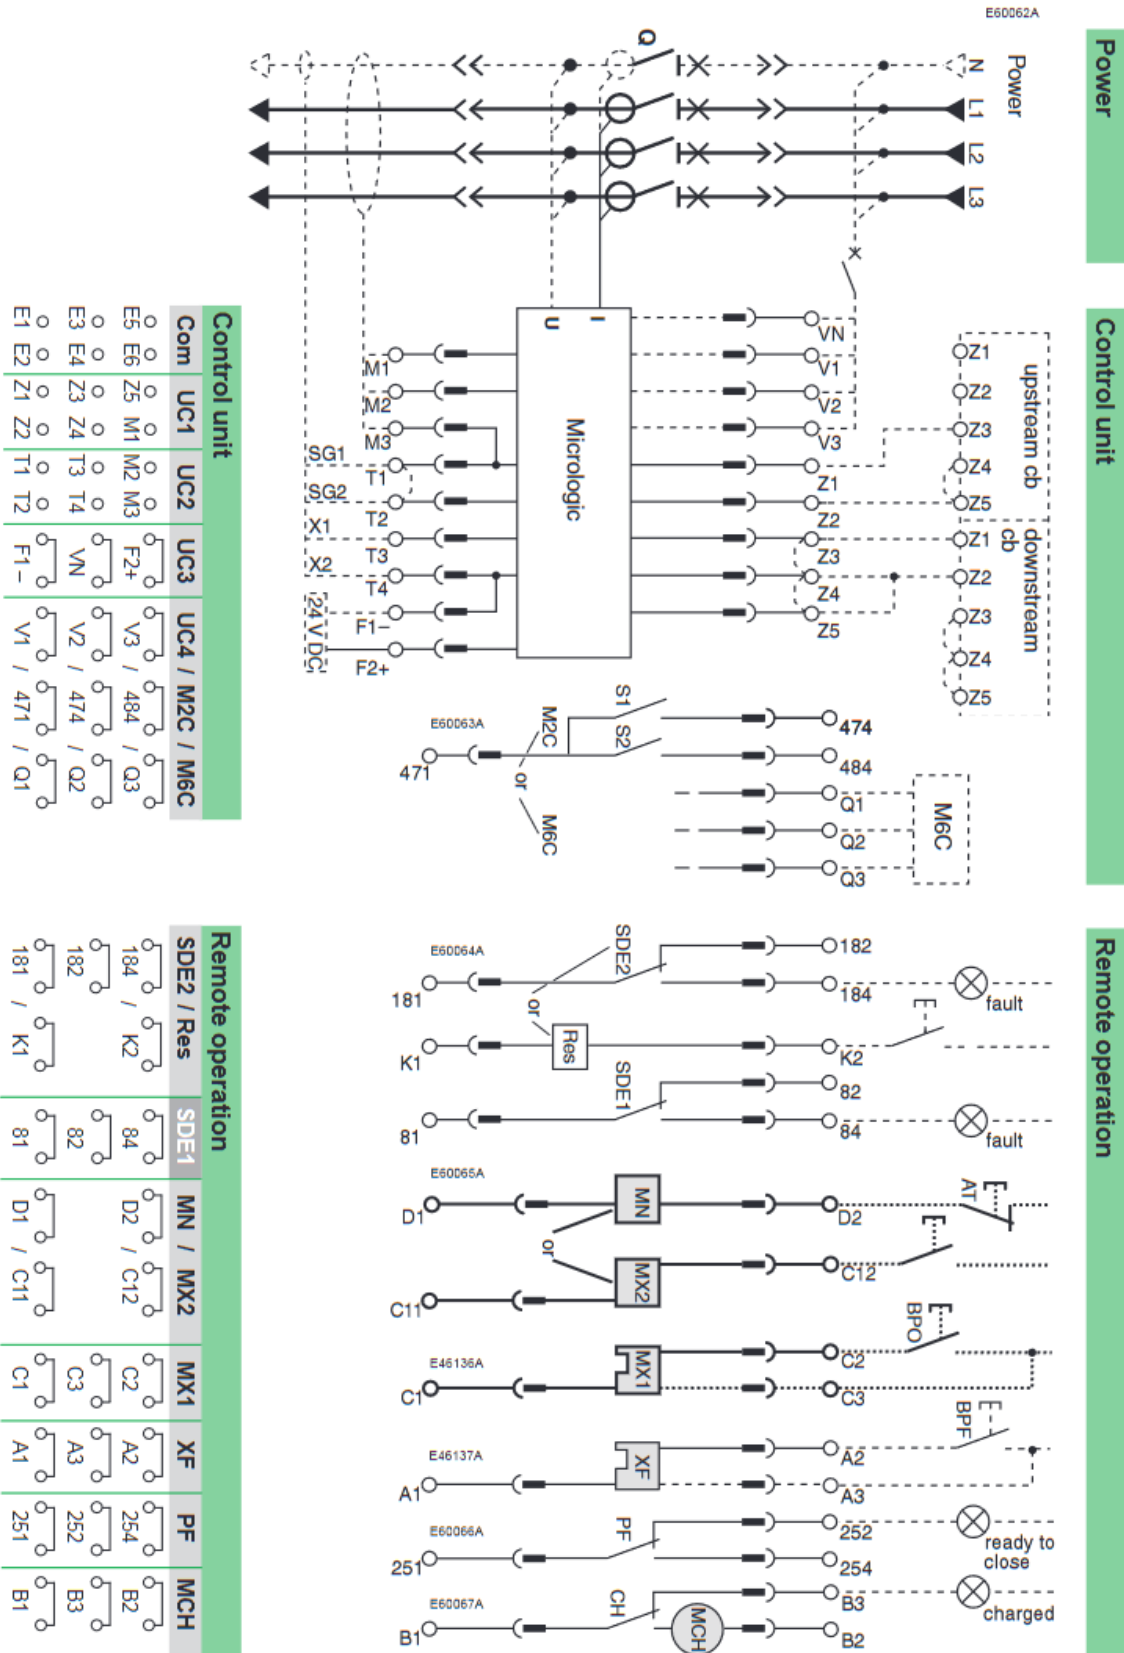 Power
Control unit
Remote operation
E60062A
Power
N L1 L2 L3
Q
upstream cb
downstream cb
Z1 Z2 Z3 Z4 Z5 Z1 Z2 Z3 Z4 Z5
VN V1 V2 V3 Z1 Z2 Z3 Z4 Z5
I
U
Micrologic
M1 M2 M3 T1 T2 T3 T4 F1– F2+
SG1 SG2 X1 X2
24 V DC
M6C
474 484 Q1 Q2 Q3
S1 S2
M2C or M6C
E60063A
471
fault
182 184 K2 82 84
fault
SDE2 or Res SDE1
E60064A
181 K1 81
AT
D2 C12
MN or MX2
E60065A
D1 C11
BPO
C2 C3
MX1
E46136A
C1
BPF
A2 A3
XF
E46137A
A1
ready to close
252 254
PF
E60066A
251
charged
B3 B2
CH MCH
E60067A
B1
Control unit
Com UC1 UC2 UC3 UC4 / M2C / M6C
E5 E6 Z5 M1 M2 M3 F2+ V3 / 484 / Q3
E3 E4 Z3 Z4 T3 T4 VN V2 / 474 / Q2
E1 E2 Z1 Z2 T1 T2 F1– V1 / 471 / Q1
Remote operation
SDE2 / Res SDE1 MN / MX2 MX1 XF PF MCH
184 / K2 84 D2 / C12 C2 A2 254 B2
182 82 C3 A3 252 B3
181 / K1 81 D1 / C11 C1 A1 251 B1